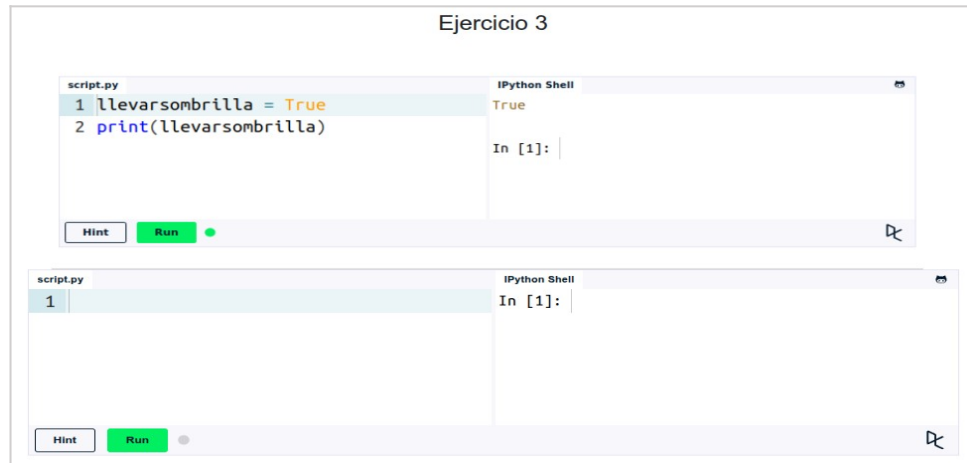 Ejercicio 3
script.py
IPython Shell
1 llevarsombrilla = True
2 print(llevarsombrilla)
True
In [1]:
Hint
Run
script.py
IPython Shell
1
In [1]:
Hint
Run